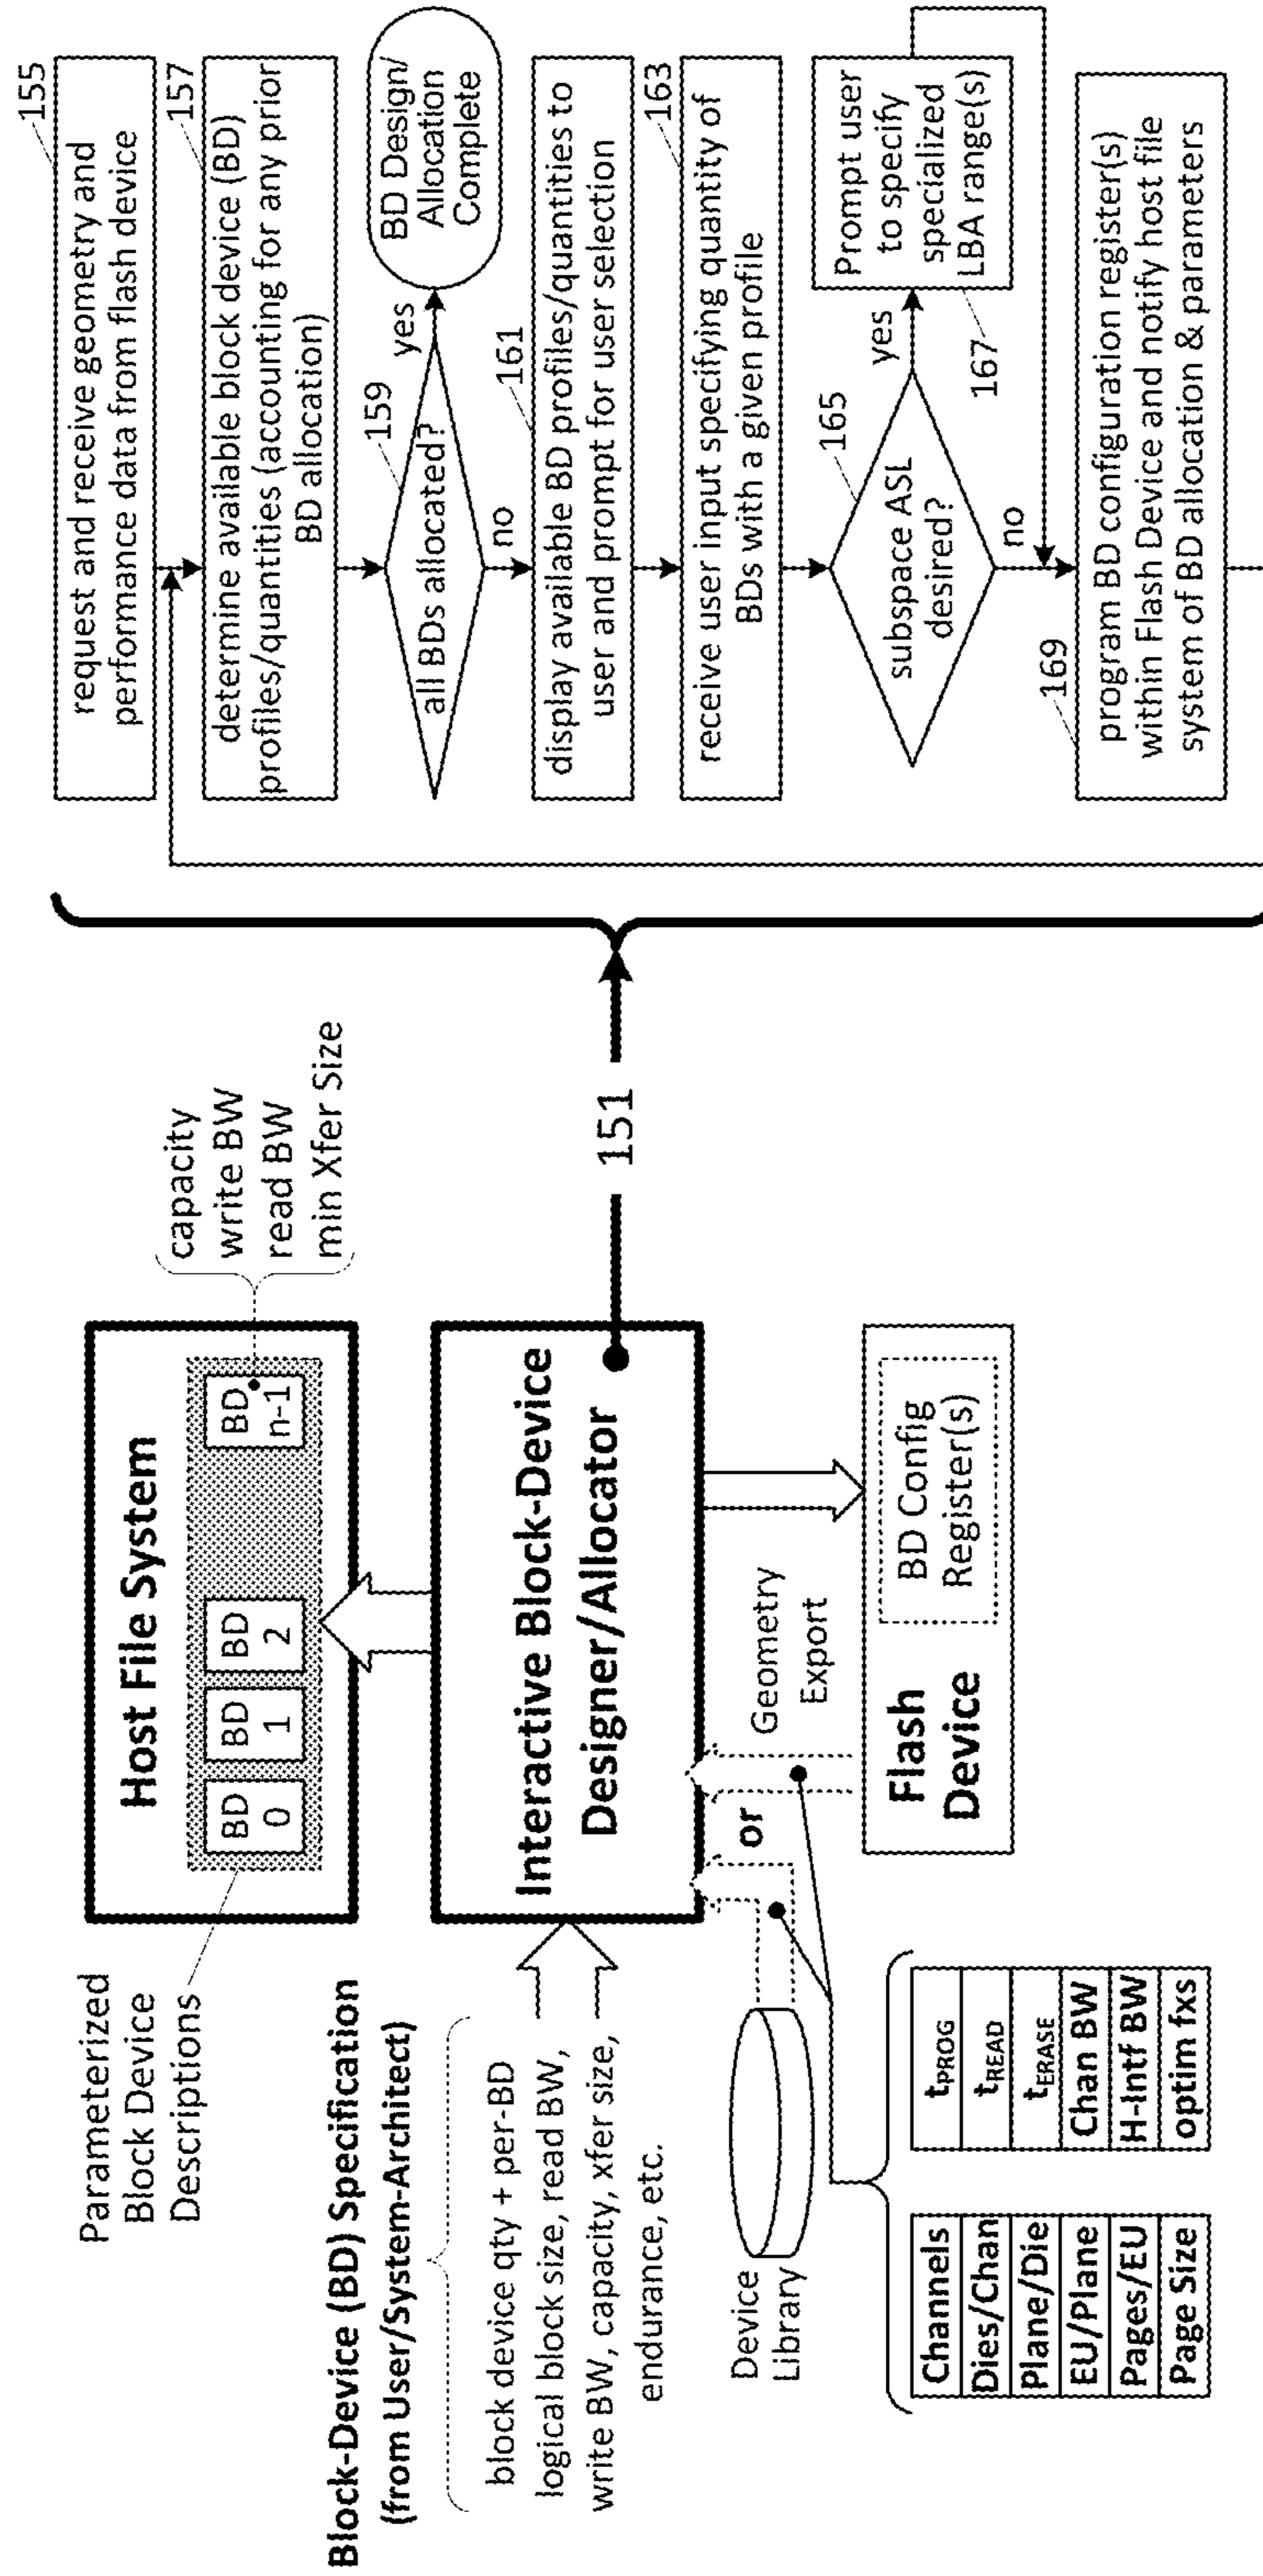 Parameterized
Block Device
Descriptions
Host File System
BD
0
BD
1
BD
2
BD
n-1
capacity
write BW
read BW
min Xfer Size
Block-Device (BD) Specification
(from User/System-Architect)
block device qty + per-BD
logical block size, read BW,
write BW, capacity, xfer size,
endurance, etc.
Interactive Block-Device
Designer/Allocator
151
Device
Library
or
Geometry
Export
Flash
Device
BD Config
Register(s)
Channels
Dies/Chan
Plane/Die
EU/Plane
Pages/EU
Page Size
tPROG
tREAD
tERASE
Chan BW
H-Intf BW
optim fxs
155
request and receive geometry and
performance data from flash device
157
determine available block device (BD)
profiles/quantities (accounting for any prior
BD allocation)
159
all BDs allocated?
yes
BD Design/
Allocation
Complete
no
161
display available BD profiles/quantities to
user and prompt for user selection
163
receive user input specifying quantity of
BDs with a given profile
165
subspace ASL
desired?
yes
Prompt user
to specify
specialized
LBA range(s)
167
no
169
program BD configuration register(s)
within Flash Device and notify host file
system of BD allocation & parameters